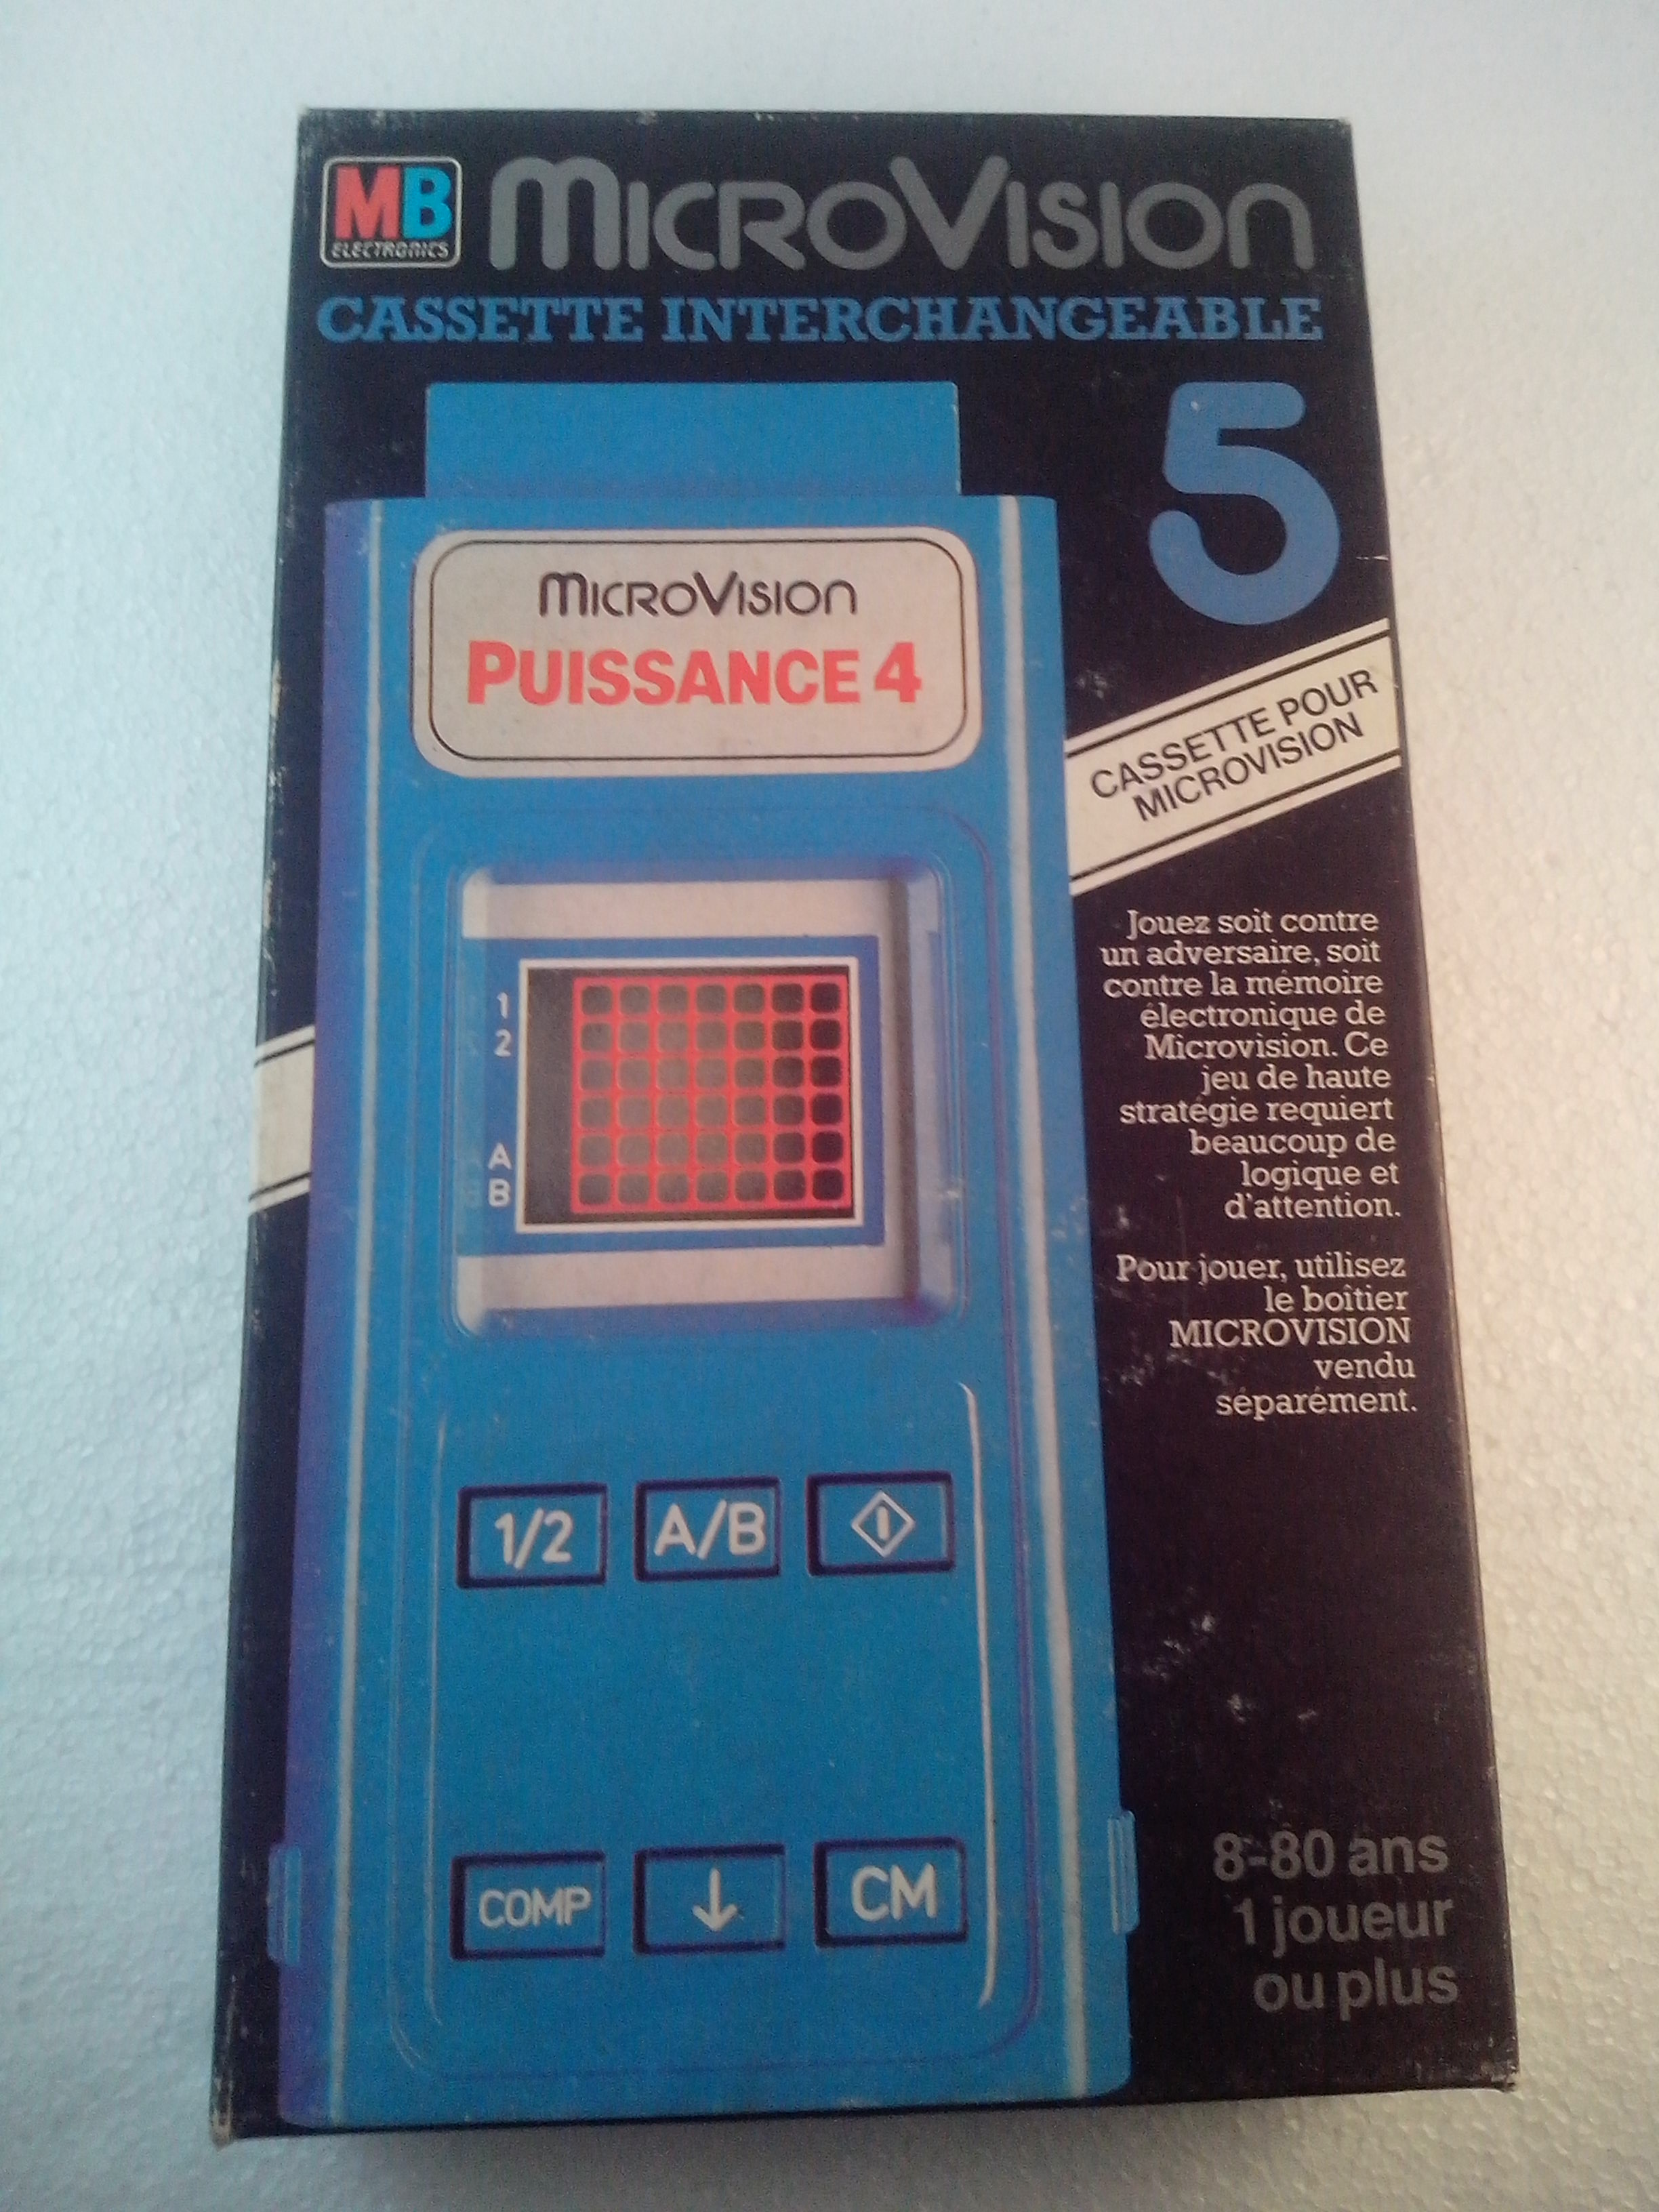 MB
ELECTRONICS
MICROVISION
CASSETTE INTERCHANGEABLE
5
MICROVISION
PUISSANCE 4
CASSETTE POUR
MICROVISION
1
2
A
B
Jouez soit contre
un adversaire, soit
contre la mémoire
électronique de
Microvision. Ce
jeu de haute
stratégie requiert
beaucoup de
logique et
d'attention.
Pour jouer, utilisez
le boîtier
MICROVISION
vendu
séparément.
1/2 A/B
COMP ↓ CM
8-80 ans
1 joueur
ou plus